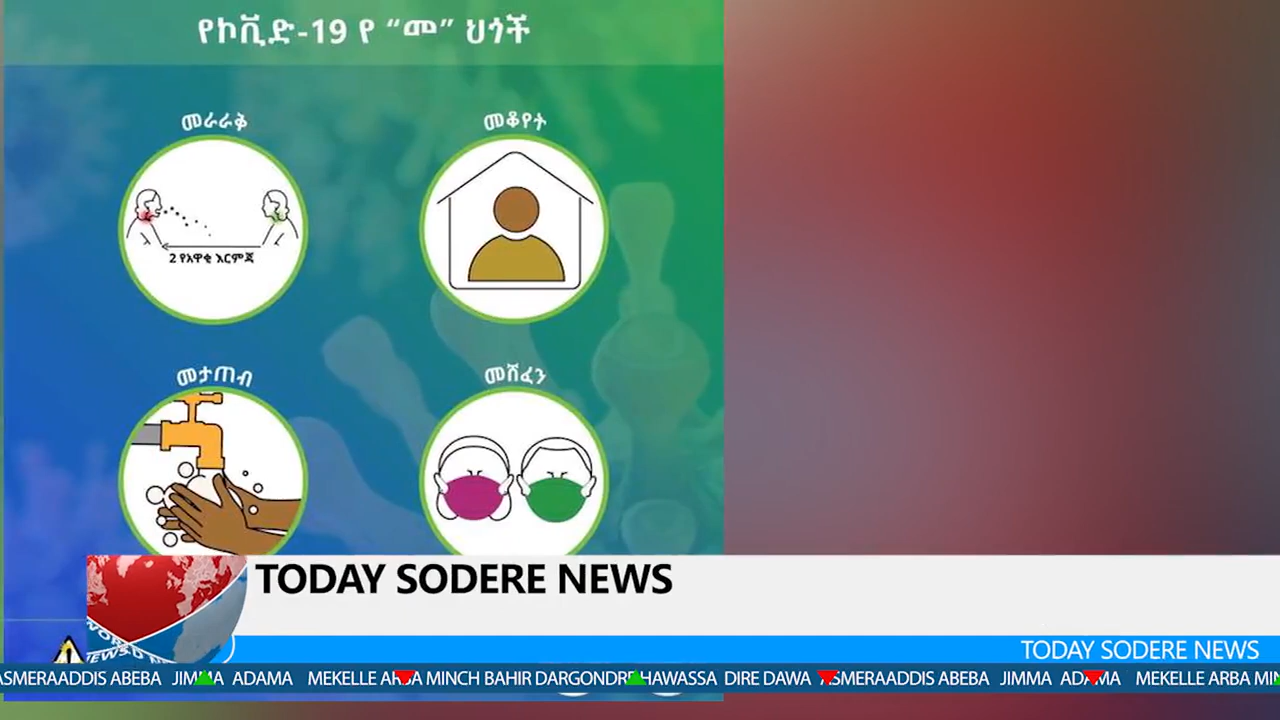 የኮቪድ-19 የ “መ” ህጎች
መራራቅ
መቆየት
2 የአዋቂ እርምጃ
መታጠብ
መሸፈን
TODAY SODERE NEWS
TODAY SODERE NEWS
ASMERAADDIS ABEBA JIMMA ADAMA MEKELLE ARBA MINCH BAHIR DARGONDRE HAWASSA DIRE DAWA ASMERAADDIS ABEBA JIMMA ADAMA MEKELLE ARBA MIN